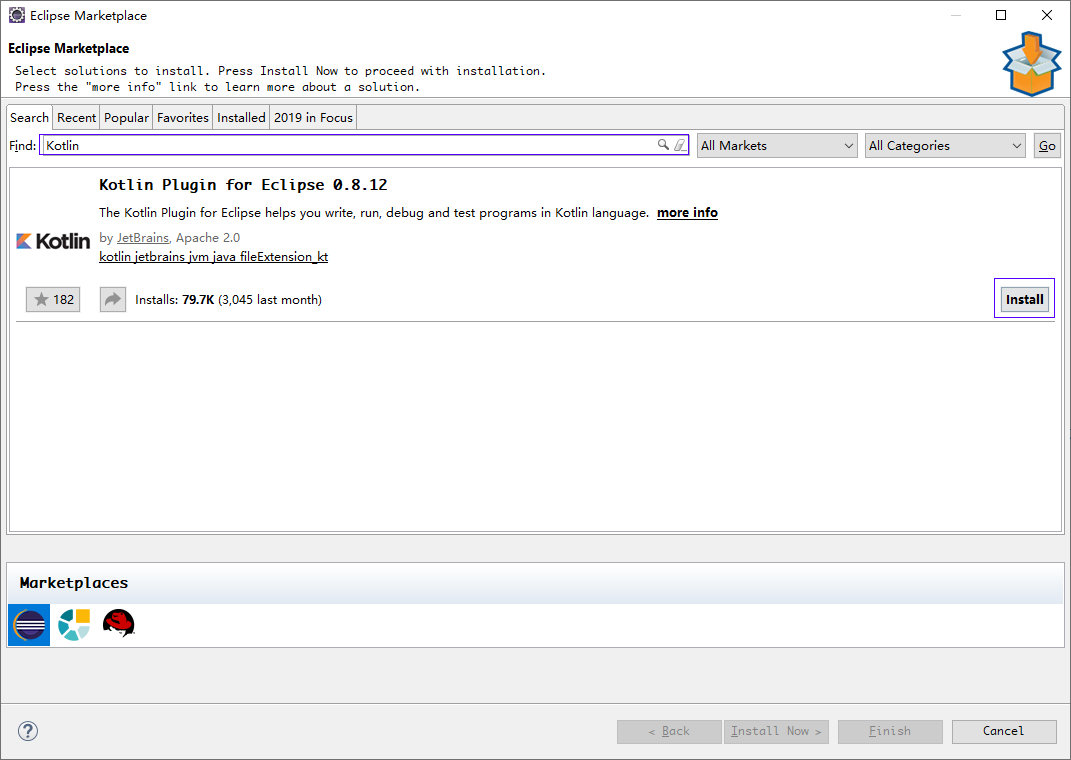 Eclipse Marketplace
Eclipse Marketplace
Select solutions to install. Press Install Now to proceed with installation.
Press the "more info" link to learn more about a solution.
Search Recent Popular Favorites Installed 2019 in Focus
Find: Kotlin All Markets All Categories Go
Kotlin Plugin for Eclipse 0.8.12
The Kotlin Plugin for Eclipse helps you write, run, debug and test programs in Kotlin language. more info
Kotlin
by JetBrains, Apache 2.0
kotlin jetbrains jvm java fileExtension_kt
182 Installs: 79.7K (3,045 last month) Install
Marketplaces
? < Back Install Now > Finish Cancel